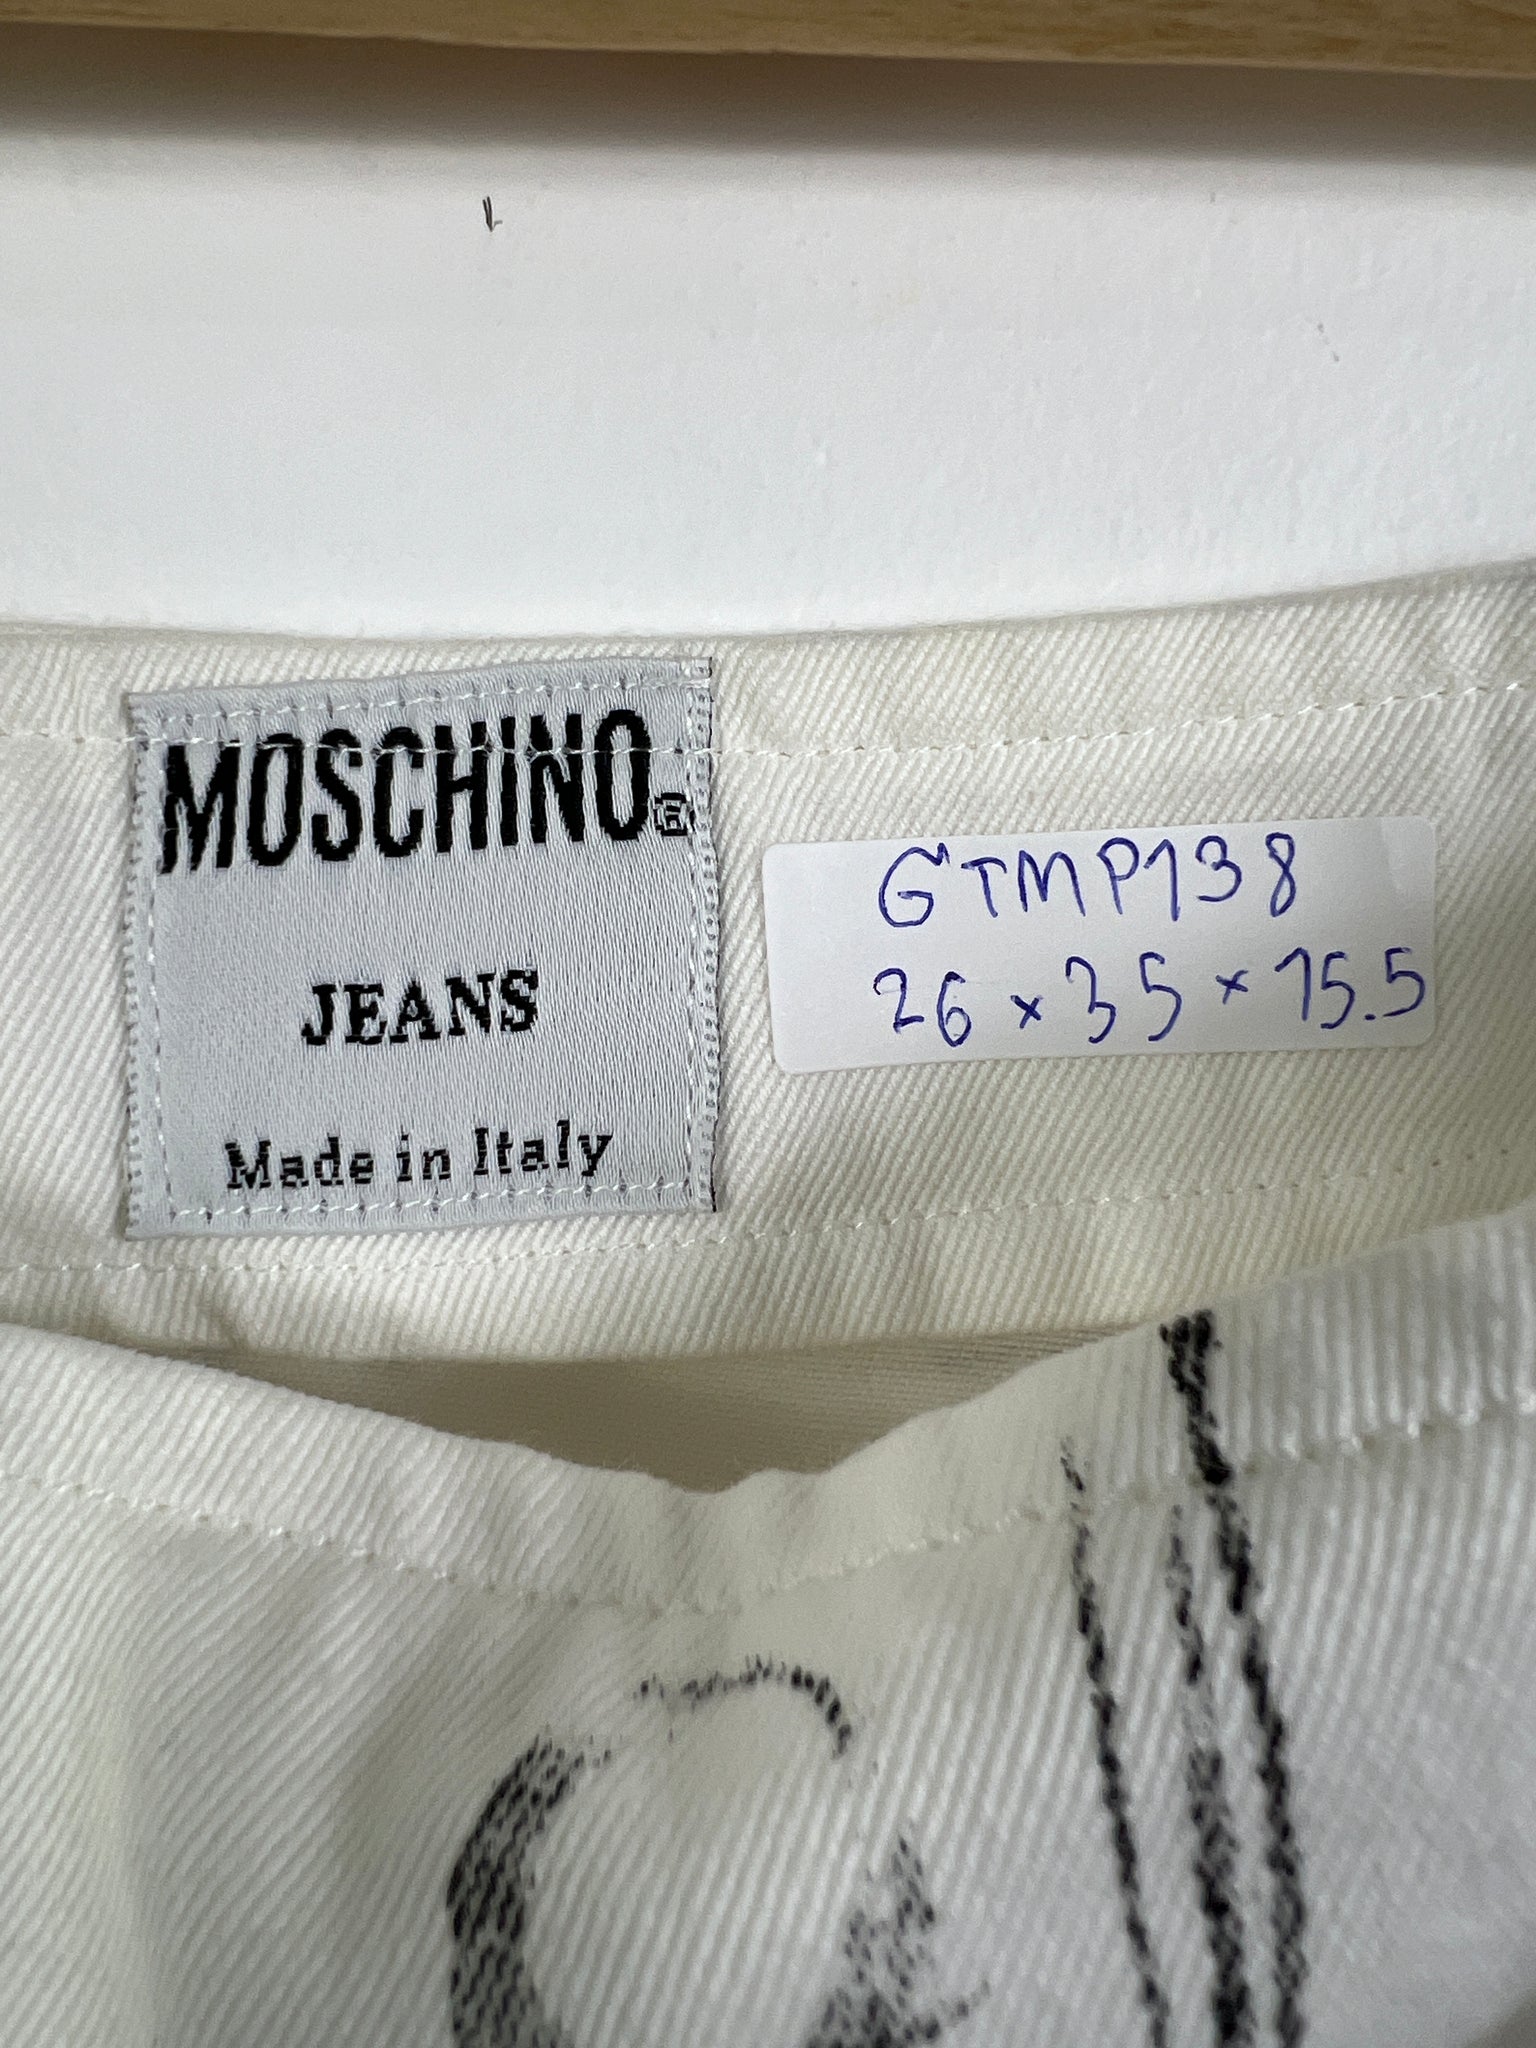 MOSCHINO®
JEANS
Made in Italy
GTMP138
26 × 35 × 15.5